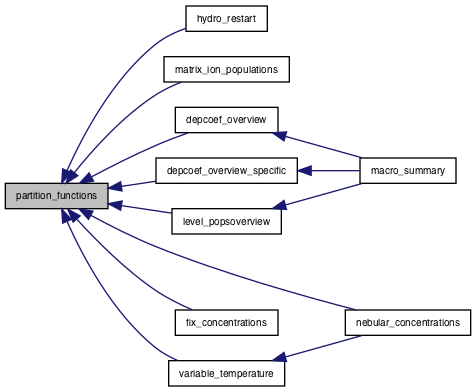 hydro_restart
matrix_ion_populations
depcoef_overview
depcoef_overview_specific
macro_summary
partition_functions
level_popsoverview
fix_concentrations
nebular_concentrations
variable_temperature